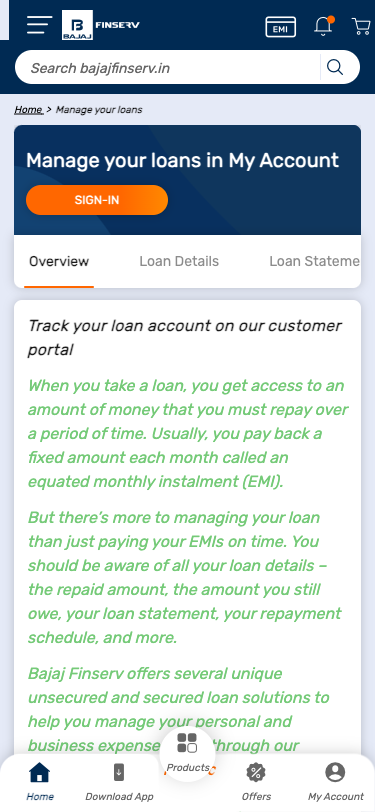 BAJAJ FINSERV
EMI
Search bajajfinserv.in
Home > Manage your loans
Manage your loans in My Account
SIGN-IN
Overview Loan Details Loan Stateme
Track your loan account on our customer
portal
When you take a loan, you get access to an
amount of money that you must repay over
a period of time. Usually, you pay back a
fixed amount each month called an
equated monthly instalment (EMI).
But there’s more to managing your loan
than just paying your EMIs on time. You
should be aware of all your loan details –
the repaid amount, the amount you still
owe, your loan statement, your repayment
schedule, and more.
Bajaj Finserv offers several unique
unsecured and secured loan solutions to
help you manage your personal and
business expense through our
Home Download App Products Offers My Account